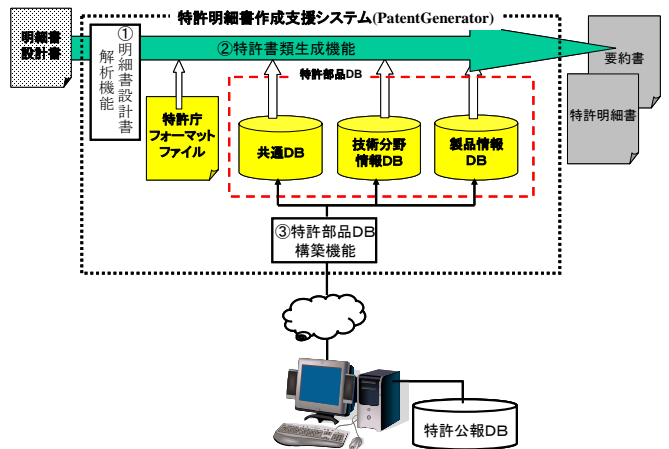 特許明細書作成支援システム(PatentGenerator)
明細書
設計書
①明細書設計書
解析機能
②特許書類生成機能
要約書
特許明細書
特許部品DB
特許庁
フォーマット
ファイル
共通DB
技術分野
情報DB
製品情報
DB
③特許部品DB
構築機能
特許公報DB